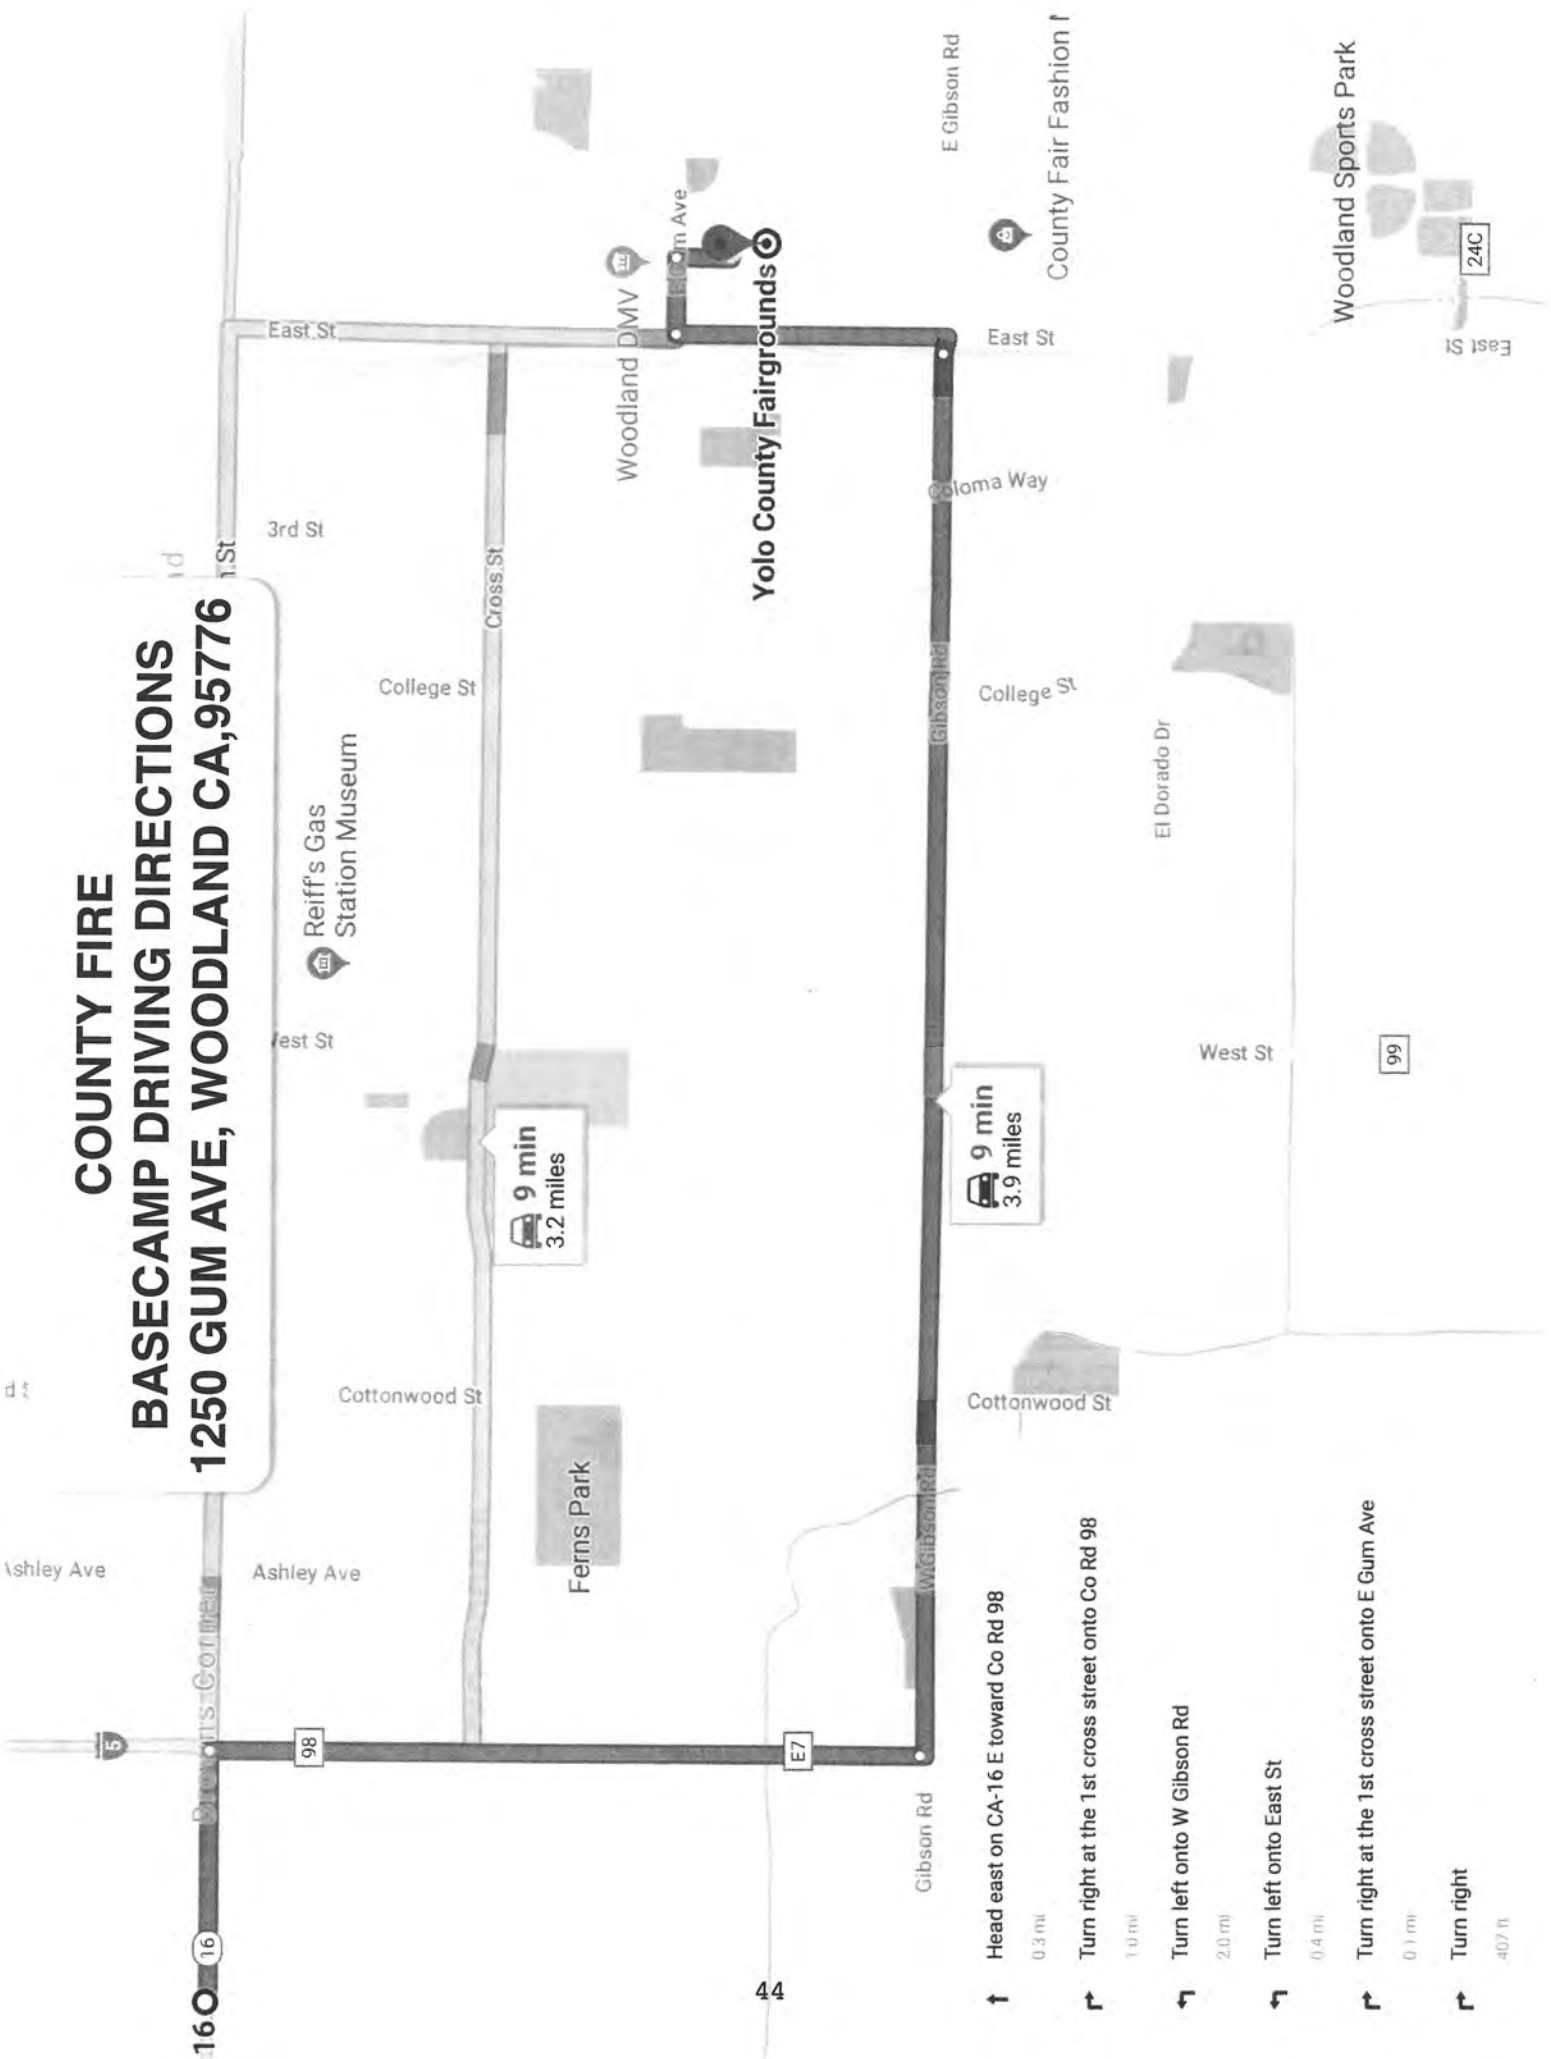 COUNTY FIRE
BASECAMP DRIVING DIRECTIONS
1250 GUM AVE, WOODLAND CA,95776
Ashley Ave
5
Browns Corner
16
16
98
Ashley Ave
Reiff's Gas
Station Museum
3rd St
East St
Cottonwood St
College St
Cross St
9 min
3.2 miles
Ferns Park
Woodland DMV
Yolo County Fairgrounds
E7
Gibson Rd
W Gibson Rd
Gibson Rd
Coloma Way
E Gibson Rd
9 min
3.9 miles
Cottonwood St
College St
East St
County Fair Fashion
El Dorado Dr
West St
99
Woodland Sports Park
24C
East St
Head east on CA-16 E toward Co Rd 98
0.3 mi
Turn right at the 1st cross street onto Co Rd 98
1.0 mi
Turn left onto W Gibson Rd
2.0 mi
Turn left onto East St
0.4 mi
Turn right at the 1st cross street onto E Gum Ave
0.1 mi
Turn right
407 ft
44